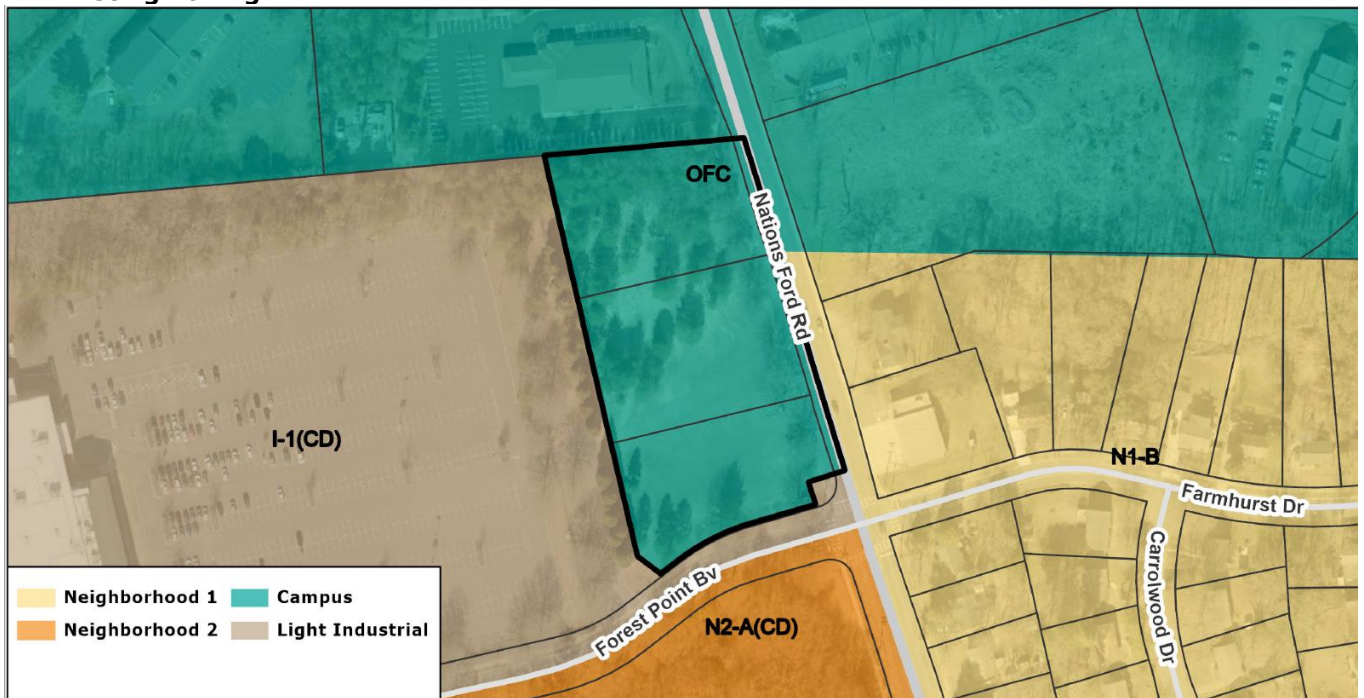 OFC
Nations Ford Rd
I-1(CD)
N1-B
Farmhurst Dr
Carrolwood Dr
Forest Point Bv
N2-A(CD)
Neighborhood 1
Campus
Neighborhood 2
Light Industrial